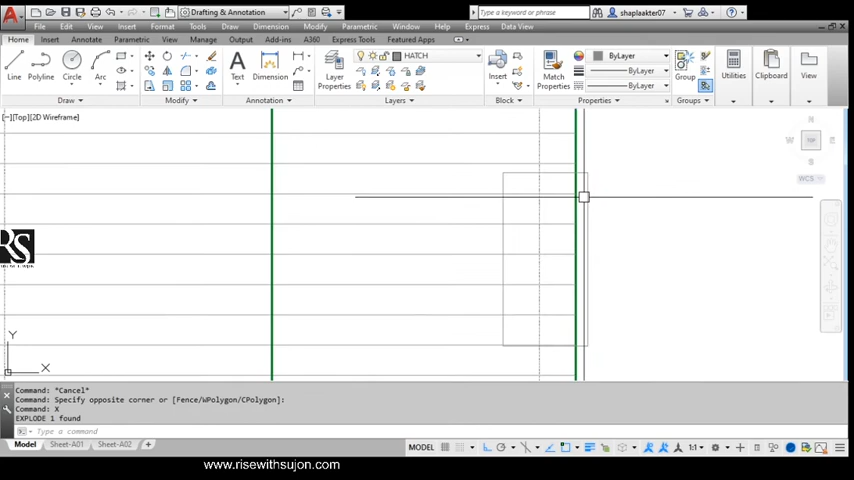 Drafting & Annotation
Type a keyword or phrase
shaplaakter07
File Edit View Insert Format Tools Draw Dimension Modify Parametric Window Help Express
Home Insert Annotate Parametric View Manage Output Add-ins A360 Express Tools Featured Apps
Line Polyline Circle Arc
Text Dimension
Layer Properties
HATCH
Insert
Match Properties
ByLayer
ByLayer
ByLayer
Group
Utilities
Clipboard
View
Draw Modify Annotation Layers Block Properties Groups
[−][Top][2D Wireframe]
N
W TOP E
S
WCS
RS
Y
X
Command: *Cancel*
Command: Specify opposite corner or [Fence/WPolygon/CPolygon]:
Command: X
EXPLODE 1 found
Type a command
Model Sheet-A01 Sheet-A02 +
MODEL
1:1
www.risewithsujon.com